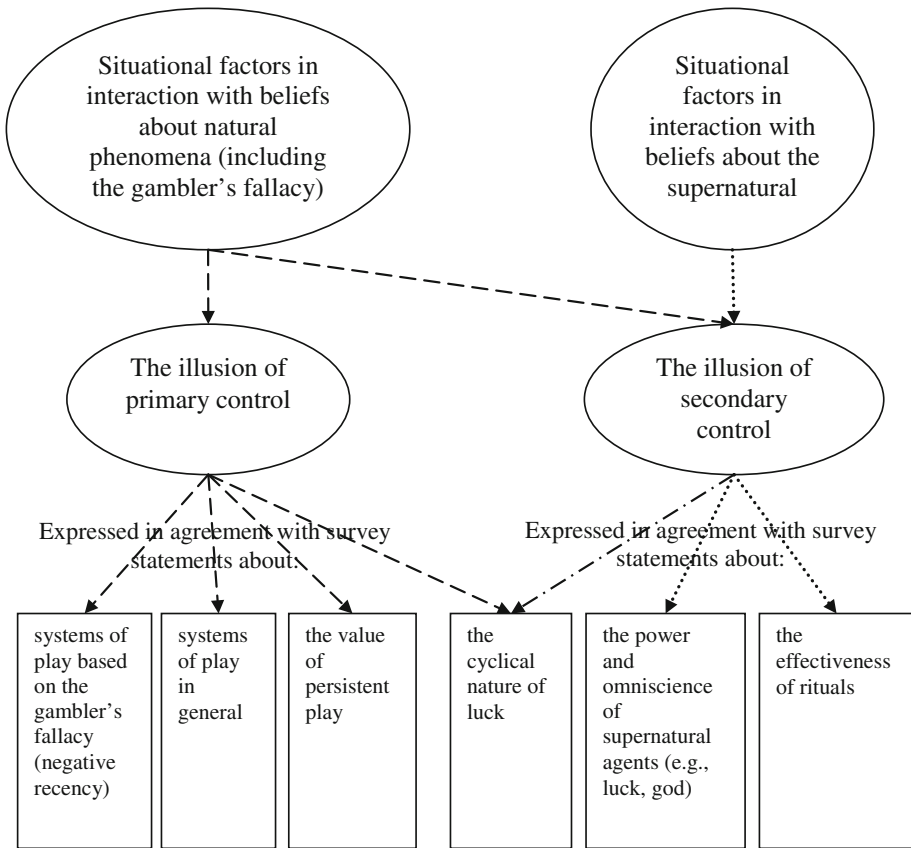 Situational factors in
interaction with beliefs
about natural
phenomena (including
the gambler’s fallacy)
Situational
factors in
interaction with
beliefs about the
supernatural
The illusion of
primary control
The illusion of
secondary
control
Expressed in agreement with survey
statements about:
Expressed in agreement with survey
statements about:
systems of
play based
on the
gambler’s
fallacy
(negative
recency)
systems
of play
in
general
the value
of
persistent
play
the
cyclical
nature of
luck
the power
and
omniscience
of
supernatural
agents (e.g.,
luck, god)
the
effectiveness
of rituals